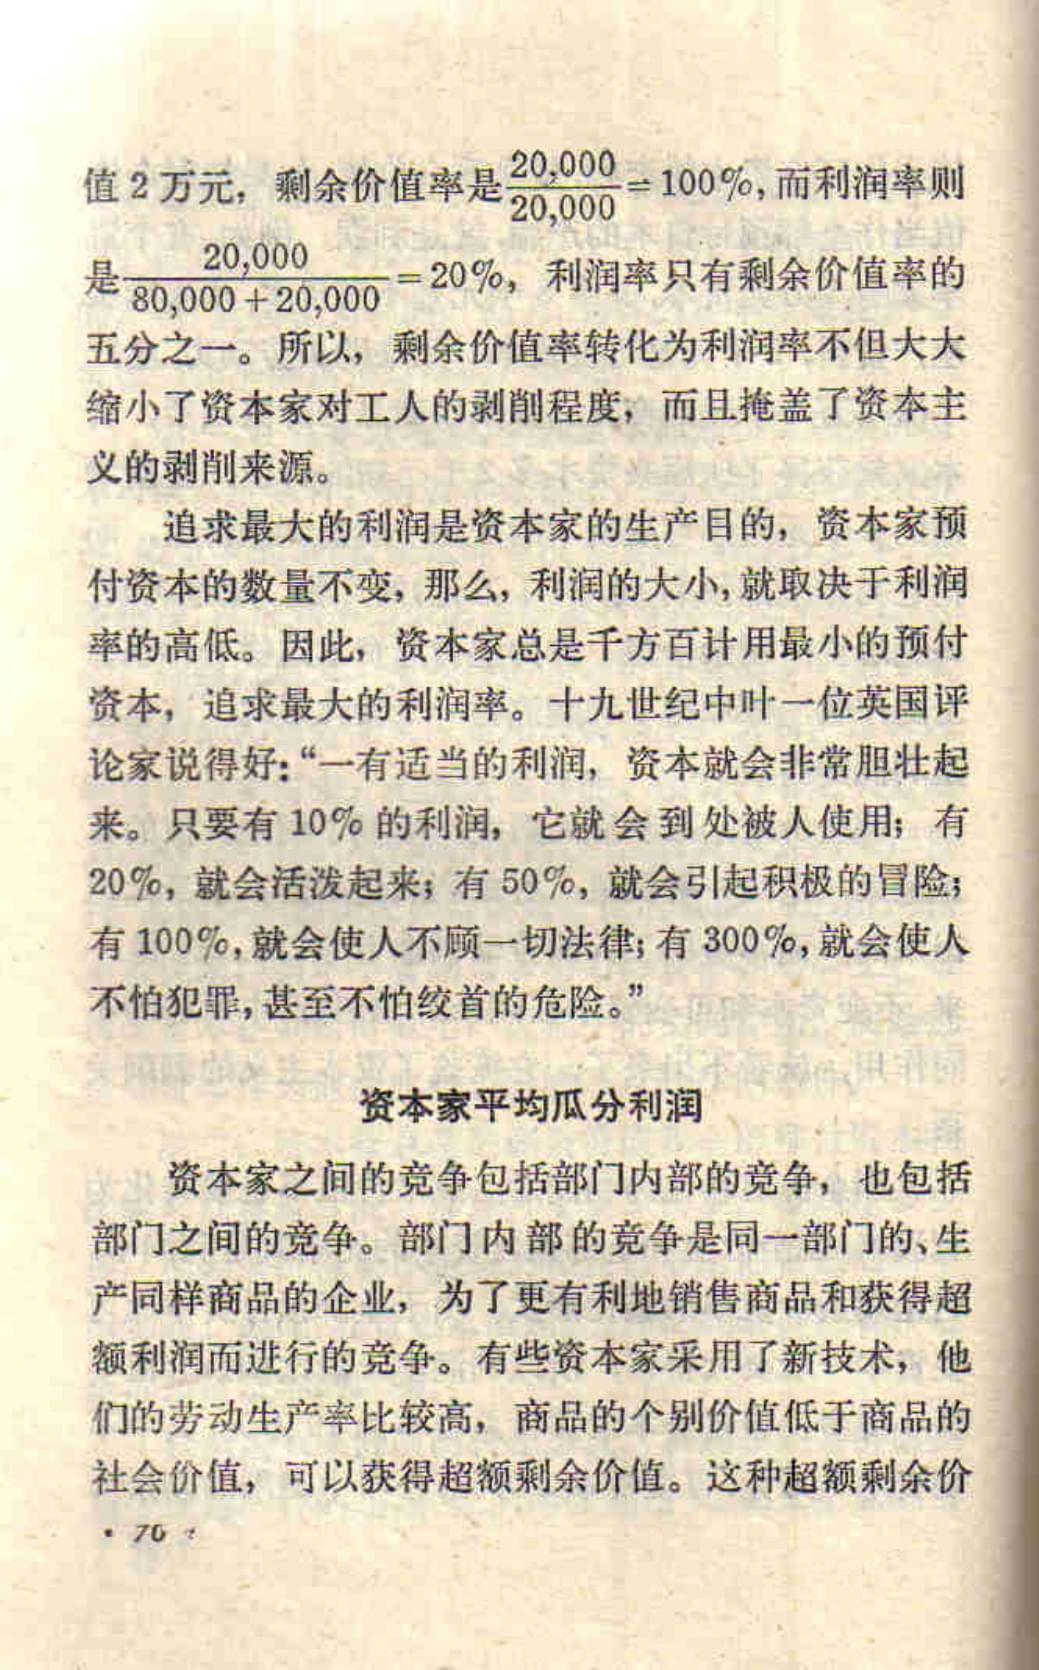 值2万元，剩余价值率是20,000/20,000=100%，而利润率则
是20,000/80,000+20,000=20%，利润率只有剩余价值率的
五分之一。所以，剩余价值率转化为利润率不但大大
缩小了资本家对工人的剥削程度，而且掩盖了资本主
义的剥削来源。
追求最大的利润是资本家的生产目的，资本家预
付资本的数量不变，那么，利润的大小，就取决于利润
率的高低。因此，资本家总是千方百计用最小的预付
资本，追求最大的利润率。十九世纪中叶一位英国评
论家说得好：“一有适当的利润，资本就会非常胆壮起
来。只要有10%的利润，它就会到处被人使用；有
20%，就会活泼起来；有50%，就会引起积极的冒险；
有100%，就会使人不顾一切法律；有300%，就会使人
不怕犯罪，甚至不怕绞首的危险。”
资本家平均瓜分利润
资本家之间的竞争包括部门内部的竞争，也包括
部门之间的竞争。部门内部的竞争是同一部门的、生
产同样商品的企业，为了更有利地销售商品和获得超
额利润而进行的竞争。有些资本家采用了新技术，他
们的劳动生产率比较高，商品的个别价值低于商品的
社会价值，可以获得超额剩余价值。这种超额剩余价
• 76 •